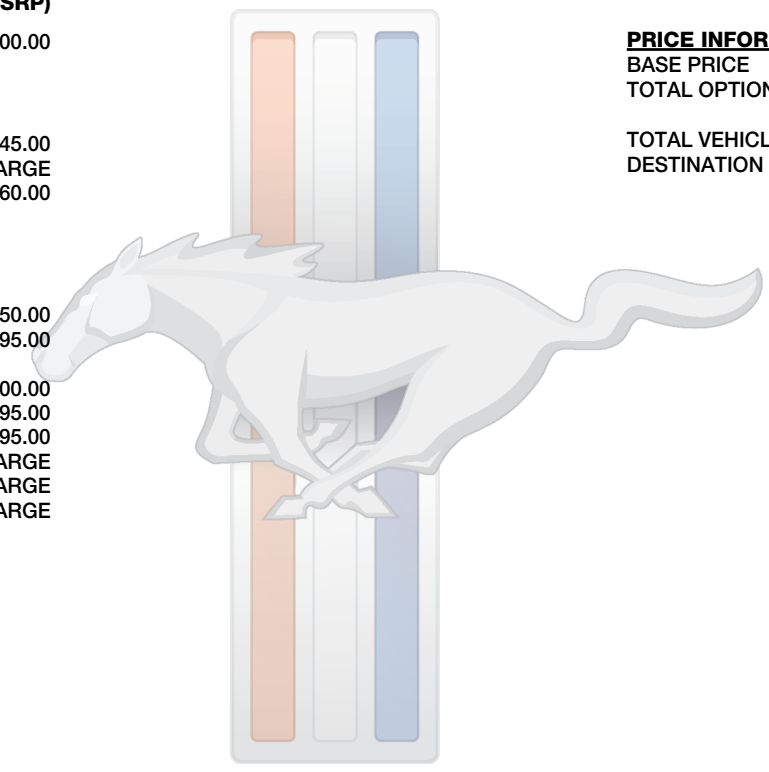 SRP)
00.00
45.00
ARGE
60.00
50.00
95.00
00.00
95.00
95.00
ARGE
ARGE
ARGE
PRICE INFOR
BASE PRICE
TOTAL OPTION
TOTAL VEHICL
DESTINATION